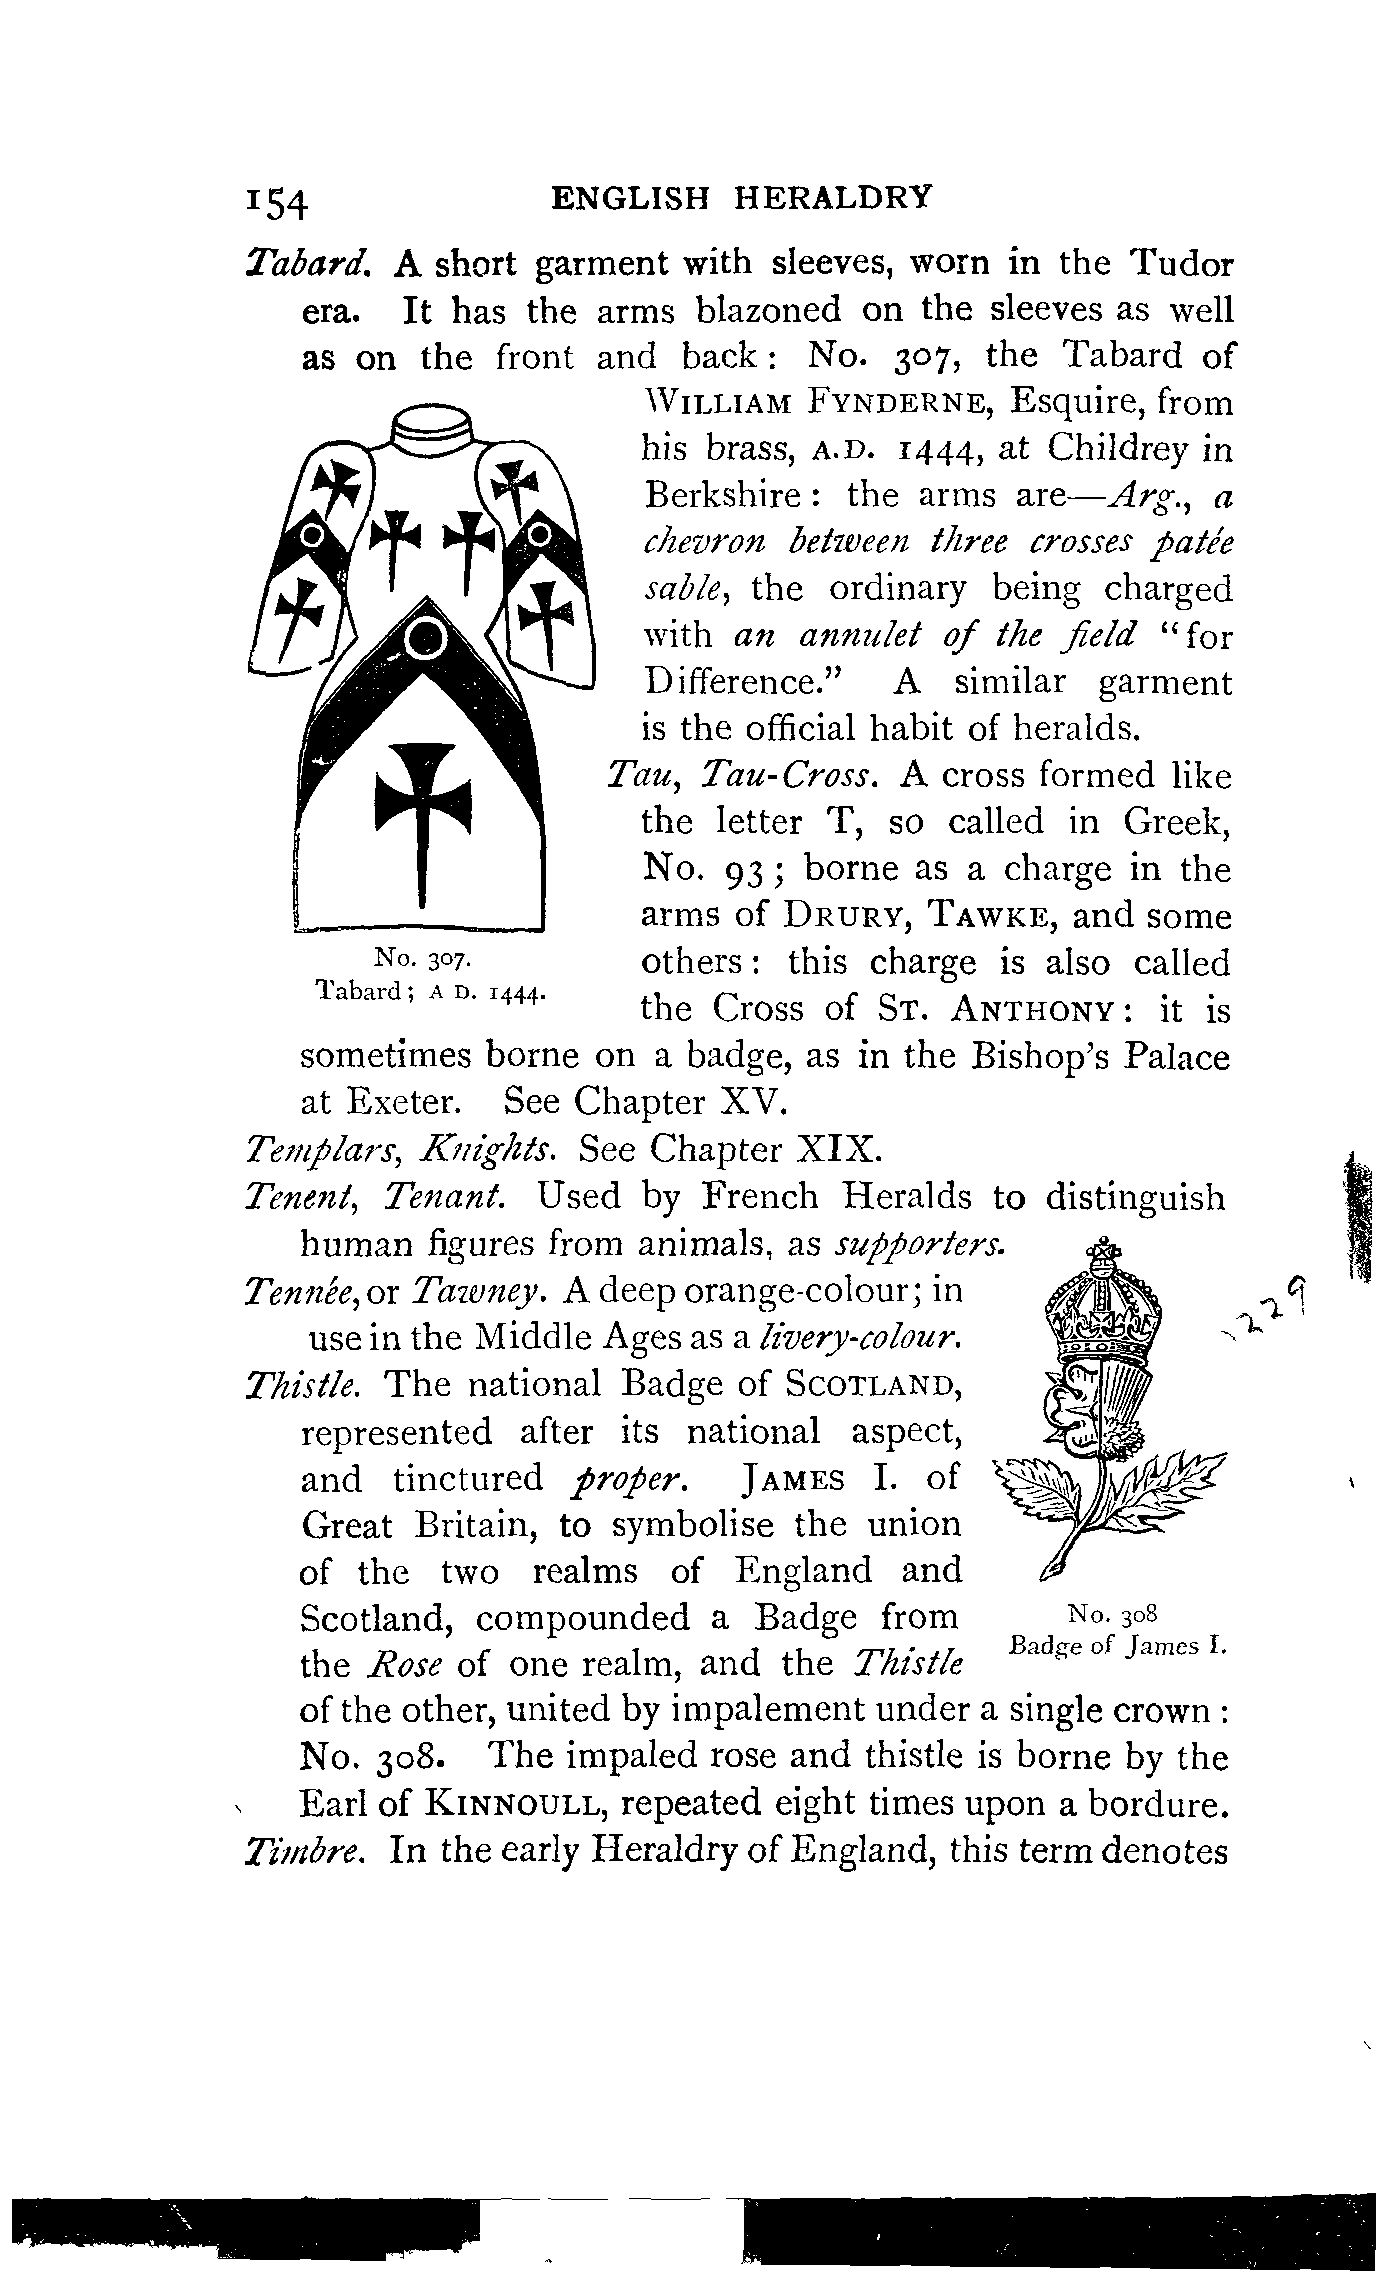 154 ENGLISH HERALDRY
Tabard. A short garment with sleeves, worn in the Tudor
era. It has the arms blazoned on the sleeves as well
as on the front and back: No. 307, the Tabard of
WILLIAM FYNDERNE, Esquire, from
his brass, A.D. 1444, at Childrey in
Berkshire: the arms are—Arg., a
chevron between three crosses patée
sable, the ordinary being charged
with an annulet of the field "for
Difference." A similar garment
is the official habit of heralds.
No. 307.
Tabard; A D. 1444.
Tau, Tau-Cross. A cross formed like
the letter T, so called in Greek,
No. 93; borne as a charge in the
arms of DRURY, TAWKE, and some
others: this charge is also called
the Cross of ST. ANTHONY: it is
sometimes borne on a badge, as in the Bishop's Palace
at Exeter. See Chapter XV.
Templars, Knights. See Chapter XIX.
Tenent, Tenant. Used by French Heralds to distinguish
human figures from animals, as supporters.
Tennée, or Tawney. A deep orange-colour; in
use in the Middle Ages as a livery-colour.
Thistle. The national Badge of SCOTLAND,
represented after its national aspect,
and tinctured proper. JAMES I. of
Great Britain, to symbolise the union
of the two realms of England and
Scotland, compounded a Badge from
the Rose of one realm, and the Thistle
of the other, united by impalement under a single crown:
No. 308. The impaled rose and thistle is borne by the
Earl of KINNOULL, repeated eight times upon a bordure.
Timbre. In the early Heraldry of England, this term denotes
No. 308
Badge of James I.
229